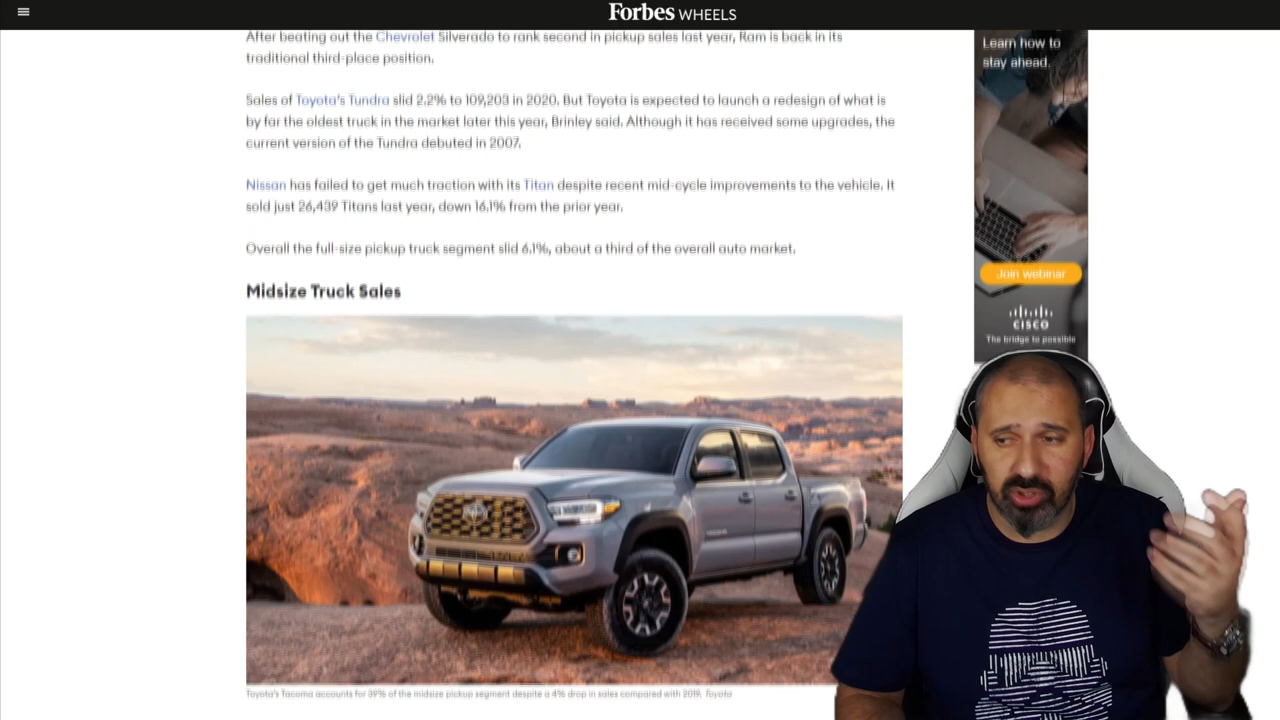 Forbes WHEELS
After beating out the Chevrolet Silverado to rank second in pickup sales last year, Ram is back in its
traditional third-place position.
Sales of Toyota's Tundra slid 2.2% to 109,203 in 2020. But Toyota is expected to launch a redesign of what is
by far the oldest truck in the market later this year, Brinley said. Although it has received some upgrades, the
current version of the Tundra debuted in 2007.
Nissan has failed to get much traction with its Titan despite recent mid-cycle improvements to the vehicle. It
sold just 26,439 Titans last year, down 16.1% from the prior year.
Overall the full-size pickup truck segment slid 6.1%, about a third of the overall auto market.
Midsize Truck Sales
Toyota's Tacoma accounts for 39% of the midsize pickup segment despite a 4% drop in sales compared with 2019. Toyota
Learn how to
stay ahead.
Join webinar
CISCO
The bridge to possible